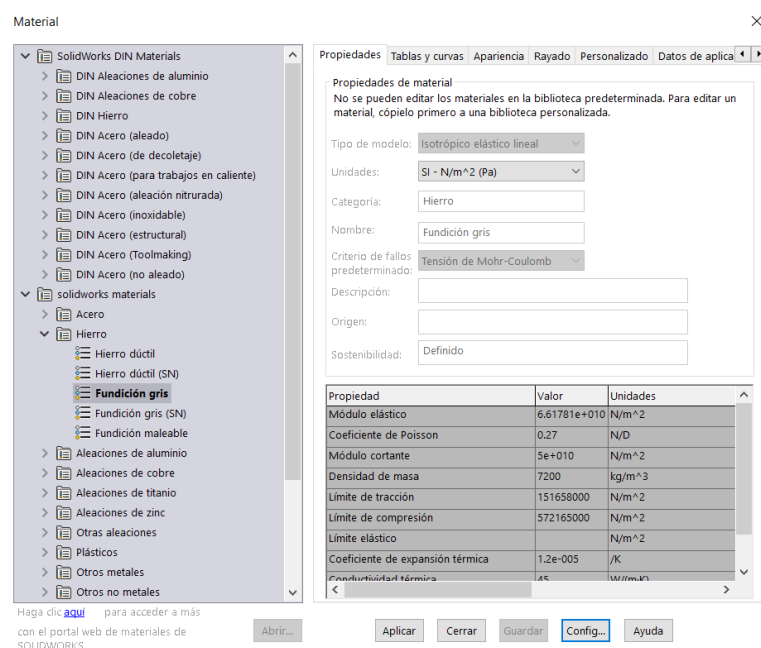 Material
SolidWorks DIN Materials
DIN Aleaciones de aluminio
DIN Aleaciones de cobre
DIN Hierro
DIN Acero (aleado)
DIN Acero (de decoletaje)
DIN Acero (para trabajos en caliente)
DIN Acero (aleación nitrurada)
DIN Acero (inoxidable)
DIN Acero (estructural)
DIN Acero (Toolmaking)
DIN Acero (no aleado)
solidworks materials
Acero
Hierro
Hierro dúctil
Hierro dúctil (SN)
Fundición gris
Fundición gris (SN)
Fundición maleable
Aleaciones de aluminio
Aleaciones de cobre
Aleaciones de titanio
Aleaciones de zinc
Otras aleaciones
Plásticos
Otros metales
Otros no metales
Haga clic aquí para acceder a más
con el portal web de materiales de
SOLIDWORKS
Abrir...
Propiedades Tablas y curvas Apariencia Rayado Personalizado Datos de aplica
Propiedades de material
No se pueden editar los materiales en la biblioteca predeterminada. Para editar un
material, cópielo primero a una biblioteca personalizada.
Tipo de modelo: Isotrópico elástico lineal
Unidades: SI - N/m^2 (Pa)
Categoría: Hierro
Nombre: Fundición gris
Criterio de fallos
predeterminado: Tensión de Mohr-Coulomb
Descripción:
Origen:
Sostenibilidad: Definido
Propiedad Valor Unidades
Módulo elástico 6.61781e+010 N/m^2
Coeficiente de Poisson 0.27 N/D
Módulo cortante 5e+010 N/m^2
Densidad de masa 7200 kg/m^3
Límite de tracción 151658000 N/m^2
Límite de compresión 572165000 N/m^2
Límite elástico N/m^2
Coeficiente de expansión térmica 1.2e-005 /K
Conductividad térmica 45 W/(m·K)
Aplicar Cerrar Guardar Config... Ayuda